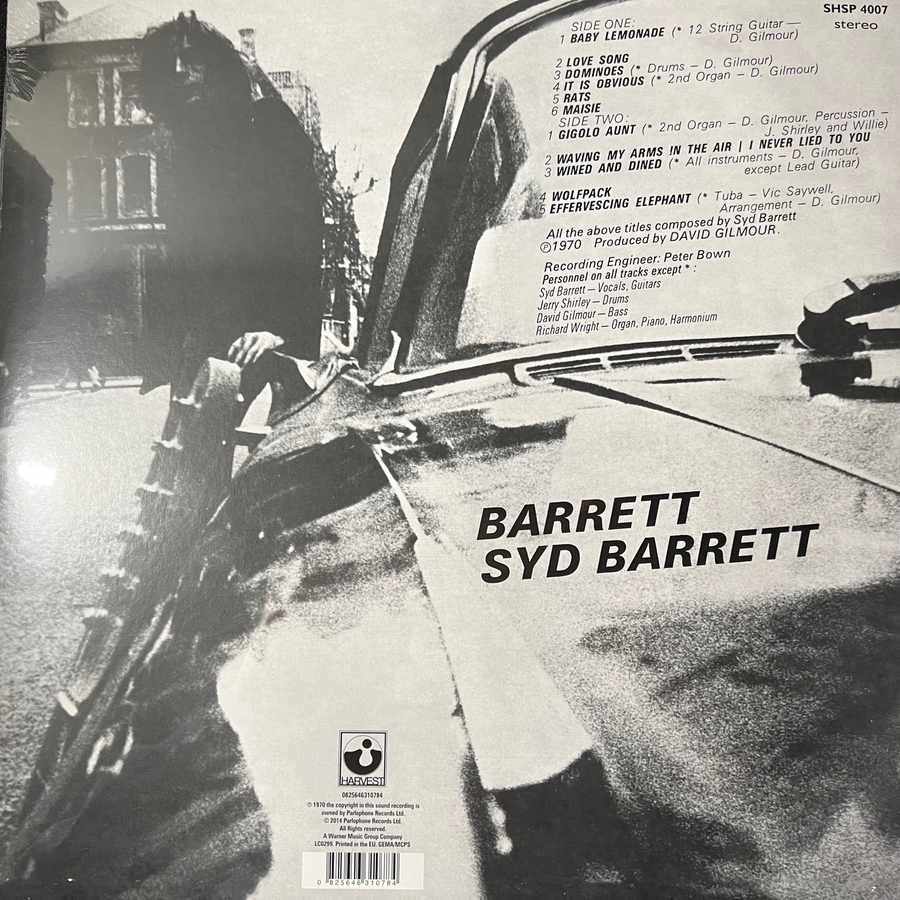 SHSP 4007
stereo
SIDE ONE:
1 BABY LEMONADE (* 12 String Guitar —
D. Gilmour)
2 LOVE SONG
3 DOMINOES (* Drums — D. Gilmour)
4 IT IS OBVIOUS (* 2nd Organ — D. Gilmour)
5 RATS
6 MAISIE
SIDE TWO:
1 GIGOLO AUNT (* 2nd Organ — D. Gilmour, Percussion —
J. Shirley and Willie)
2 WAVING MY ARMS IN THE AIR | I NEVER LIED TO YOU
3 WINED AND DINED (* All instruments — D. Gilmour,
except Lead Guitar)
4 WOLFPACK
5 EFFERVESCING ELEPHANT (* Tuba — Vic Saywell,
Arrangement — D. Gilmour)
All the above titles composed by Syd Barrett
℗1970 Produced by DAVID GILMOUR.
Recording Engineer: Peter Bown
Personnel on all tracks except * :
Syd Barrett — Vocals, Guitars
Jerry Shirley — Drums
David Gilmour — Bass
Richard Wright — Organ, Piano, Harmonium
BARRETT
SYD BARRETT
HARVEST
0825646310784
℗ 1970 the copyright in this sound recording is
owned by Parlophone Records Ltd.
© 2014 Parlophone Records Ltd.
All Rights reserved.
A Warner Music Group Company
LC0299. Printed in the EU. GEMA/MCPS
0 825646 310784